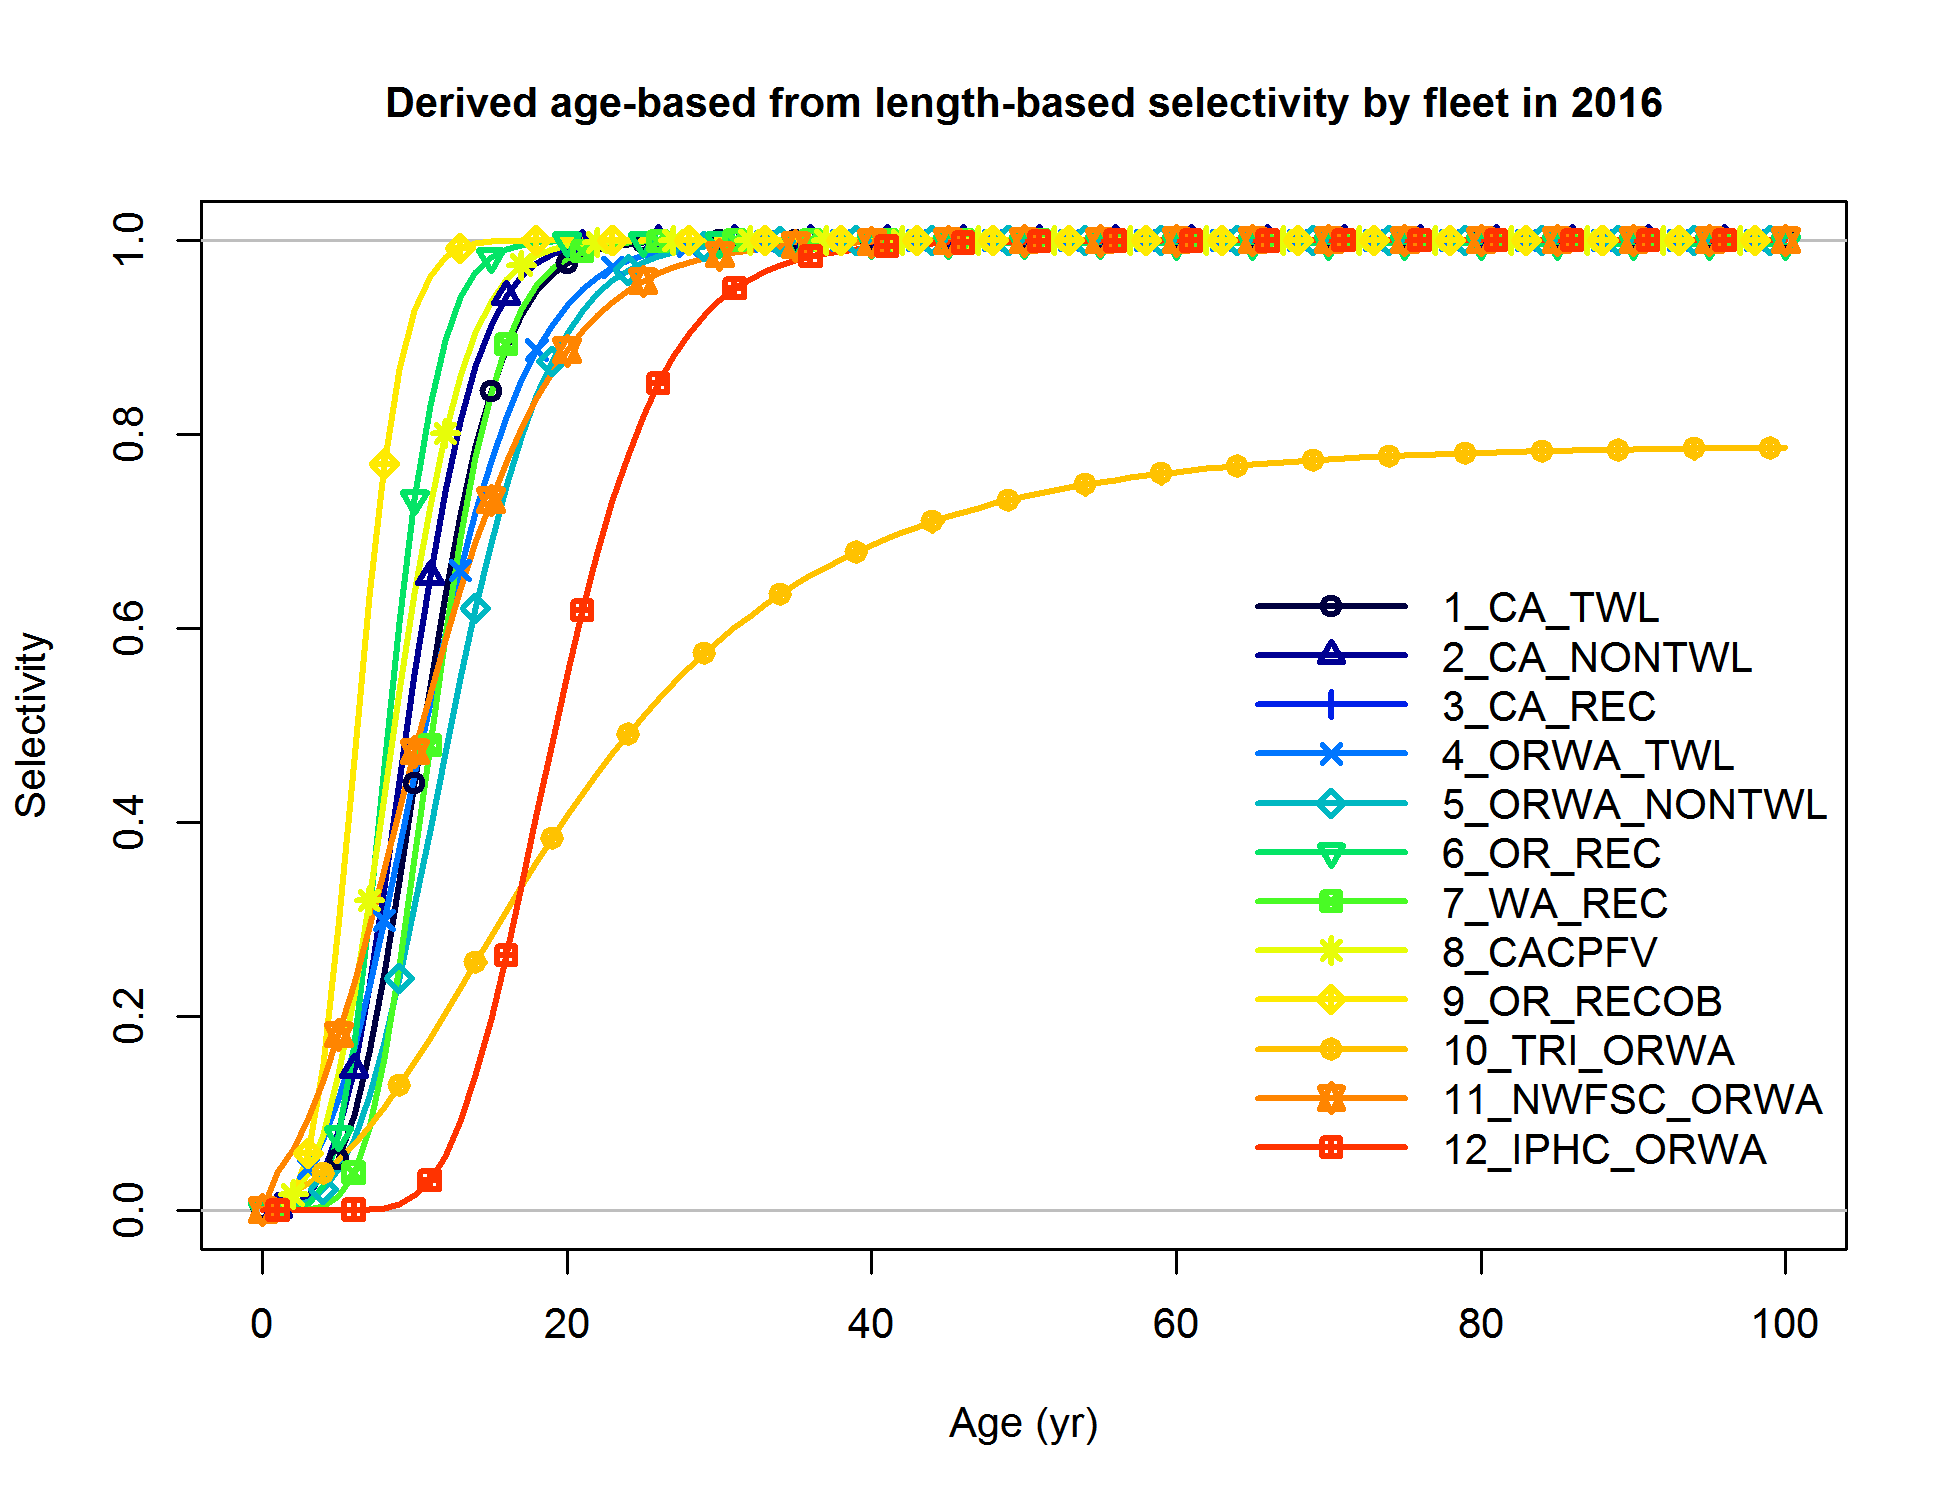 Derived age-based from length-based selectivity by fleet in 2016
1.0
0.8
0.6
0.4
0.2
0.0
Selectivity
1_CA_TWL
2_CA_NONTWL
3_CA_REC
4_ORWA_TWL
5_ORWA_NONTWL
6_OR_REC
7_WA_REC
8_CACPFV
9_OR_RECOB
10_TRI_ORWA
11_NWFSC_ORWA
12_IPHC_ORWA
0 20 40 60 80 100
Age (yr)